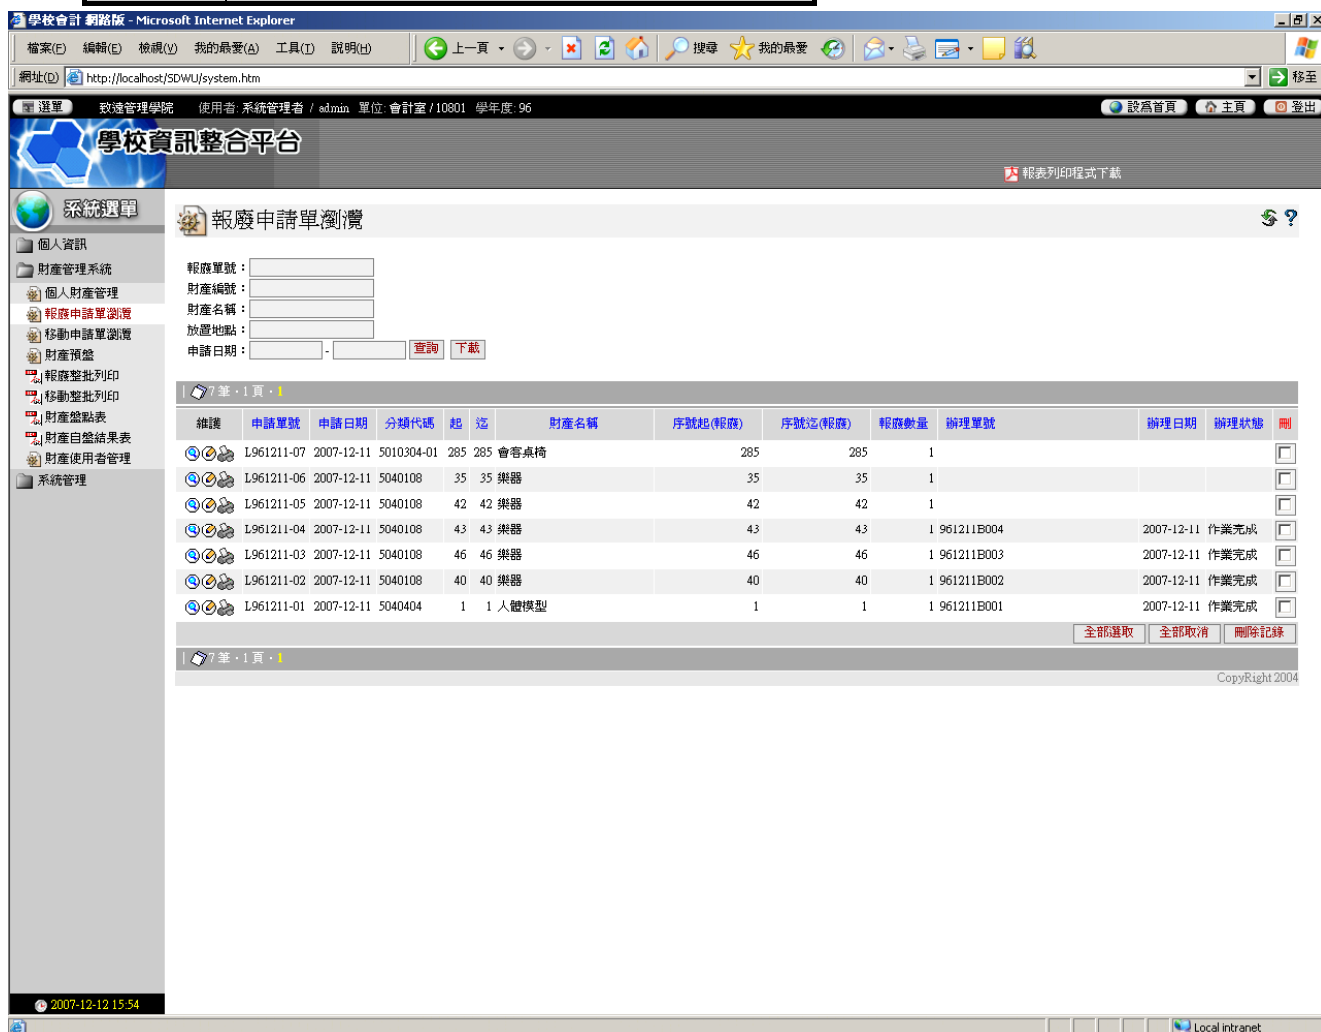 學校會計 網路版 - Microsoft Internet Explorer
檔案(F) 編輯(E) 檢視(V) 我的最愛(A) 工具(T) 說明(H) 上一頁 搜尋 我的最愛
網址(D) http://localhost/SDWU/system.htm 移至
選單 致遠管理學院 使用者: 系統管理者 / admin 單位: 會計室 / 10801 學年度: 96 設為首頁 主頁 登出
學校資訊整合平台
報表列印程式下載
系統選單
個人資訊
財產管理系統
個人財產管理
報廢申請單瀏灠
移動申請單瀏灠
財產預盤
報廢整批列印
移動整批列印
財產盤點表
財產自盤結果表
財產使用者管理
系統管理
報廢申請單瀏灠
報廢單號：
財產編號：
財產名稱：
放置地點：
申請日期： - 查詢 下載
| 7 筆 · 1 頁 · 1
維護 申請單號 申請日期 分類代碼 起 迄 財產名稱 序號起(報廢) 序號迄(報廢) 報廢數量 辦理單號 辦理日期 辦理狀態 刪
L961211-07 2007-12-11 5010304-01 285 285 會客桌椅 285 285 1
L961211-06 2007-12-11 5040108 35 35 樂器 35 35 1
L961211-05 2007-12-11 5040108 42 42 樂器 42 42 1
L961211-04 2007-12-11 5040108 43 43 樂器 43 43 1 961211B004 2007-12-11 作業完成
L961211-03 2007-12-11 5040108 46 46 樂器 46 46 1 961211B003 2007-12-11 作業完成
L961211-02 2007-12-11 5040108 40 40 樂器 40 40 1 961211B002 2007-12-11 作業完成
L961211-01 2007-12-11 5040404 1 1 人體模型 1 1 1 961211B001 2007-12-11 作業完成
全部選取 全部取消 刪除記錄
| 7 筆 · 1 頁 · 1
CopyRight 2004
2007-12-12 15:54
Local intranet